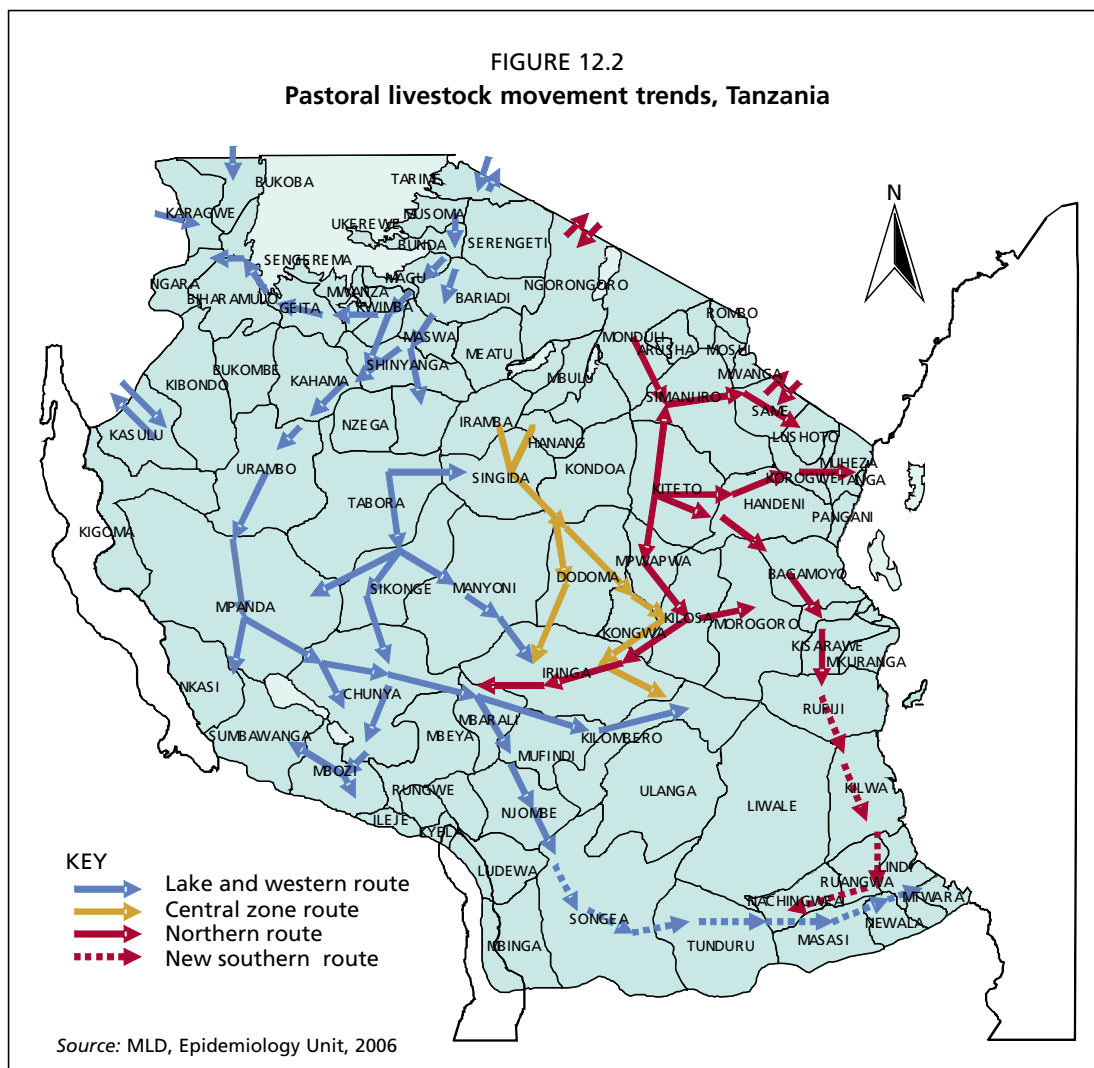 FIGURE 12.2
Pastoral livestock movement trends, Tanzania
N
BUKOBA
TARIME
KARAGWE
MUSOMA
UKEREWE
BUNDA
SERENGETI
SENGEREMA
NGARA
MAGU
NGORONGORO
BIHARAMULO
MWANZA
BARIADI
GEITA
KWIMBA
ROMBO
MASWA
MONDULI
ARUSHA
MOSHI
MEATU
SHINYANGA
BUKOMBE
MBULU
MWANGA
KIBONDO
KAHAMA
SIMANJIRO
SAME
NZEGA
IRAMBA
KASULU
HANANG
LUSHOTO
URAMBO
SINGIDA
KONDOA
MUHEZA
KOROGWE
TANGA
TABORA
KITETO
HANDENI
PANGANI
KIGOMA
MPWAPWA
DODOMA
BAGAMOYO
SIKONGE
MANYONI
MPANDA
KILOSA
KONGWA
MOROGORO
KISARAWE
MKURANGA
IRINGA
NKASI
CHUNYA
RUFIJI
MBARALI
SUMBAWANGA
MBEYA
KILOMBERO
MUFINDI
MBOZI
RUNGWE
ULANGA
LIWALE
KILWA
NJOMBE
ILEJE
KYELA
KEY
LUDEWA
LINDI
RUANGWA
Lake and western route
NACHINGWEA
MTWARA
Central zone route
SONGEA
NEWALA
Northern route
MASASI
MBINGA
TUNDURU
New southern route
Source: MLD, Epidemiology Unit, 2006